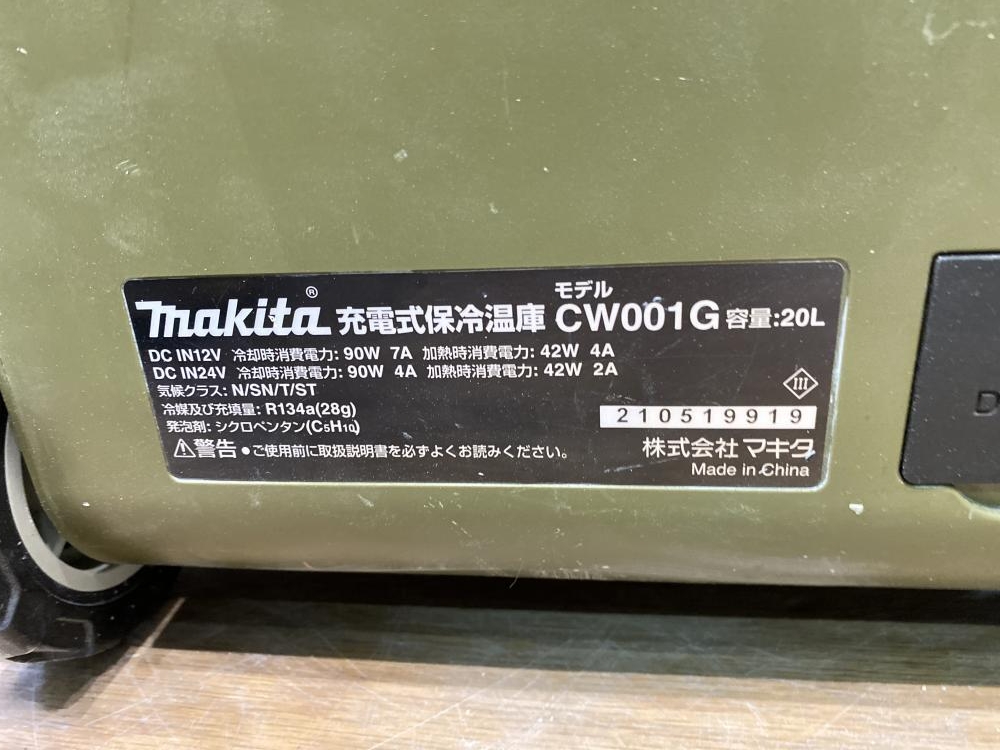 makita® 充電式保冷温庫 モデル CW001G 容量:20L
DC IN12V 冷却時消費電力: 90W 7A 加熱時消費電力: 42W 4A
DC IN24V 冷却時消費電力: 90W 4A 加熱時消費電力: 42W 2A
気候クラス: N/SN/T/ST
冷媒及び充填量: R134a(28g)
発泡剤: シクロペンタン(C₅H₁₀)
210519919
⚠警告 ●ご使用前に取扱説明書を必ずよくお読みください。
株式会社 マキタ
Made in China
D